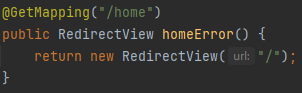 @GetMapping("/home")
public RedirectView homeError() {
    return new RedirectView( url: "/");
}